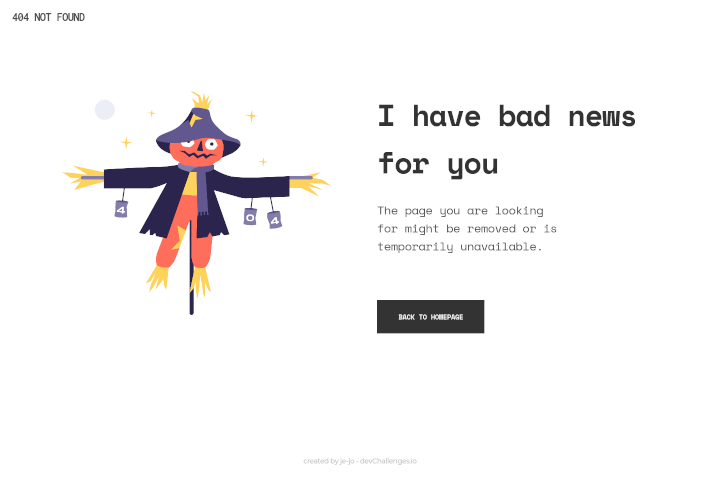 404 NOT FOUND
I have bad news
for you
4
0
4
The page you are looking
for might be removed or is
temporarily unavailable.
BACK TO HOMEPAGE
created by je-jo - devChallenges.io